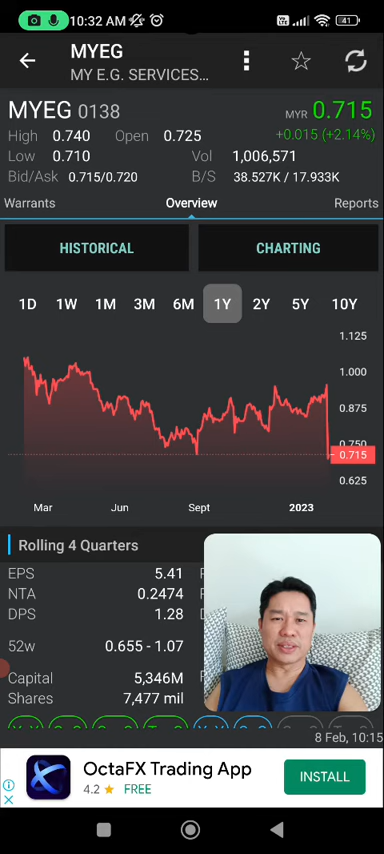 10:32 AM
41
MYEG
MY E.G. SERVICES...
MYEG 0138
MYR 0.715
High 0.740 Open 0.725
+0.015 (+2.14%)
Low 0.710 Vol 1,006,571
Bid/Ask 0.715/0.720 B/S 38.527K / 17.933K
Warrants Overview Reports
HISTORICAL CHARTING
1D 1W 1M 3M 6M 1Y 2Y 5Y 10Y
1.125
1.000
0.875
0.750
0.715
0.625
Mar Jun Sept 2023
Rolling 4 Quarters
EPS 5.41
NTA 0.2474
DPS 1.28
52w 0.655 - 1.07
Capital 5,346M
Shares 7,477 mil
8 Feb, 10:15
OctaFX Trading App
4.2 ★ FREE
INSTALL